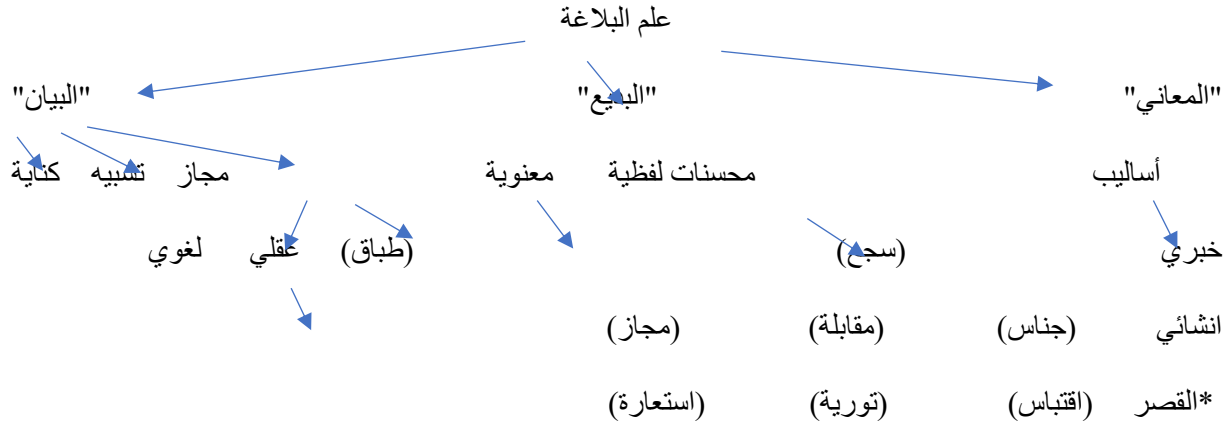 علم البلاغة
"المعاني" "البديع" "البيان"
أساليب محسنات لفظية معنوية مجاز تشبيه كناية
خبري (سجع) (طباق) عقلي لغوي
انشائي (جناس) (مقابلة) (مجاز)
*القصر (اقتباس) (تورية) (استعارة)